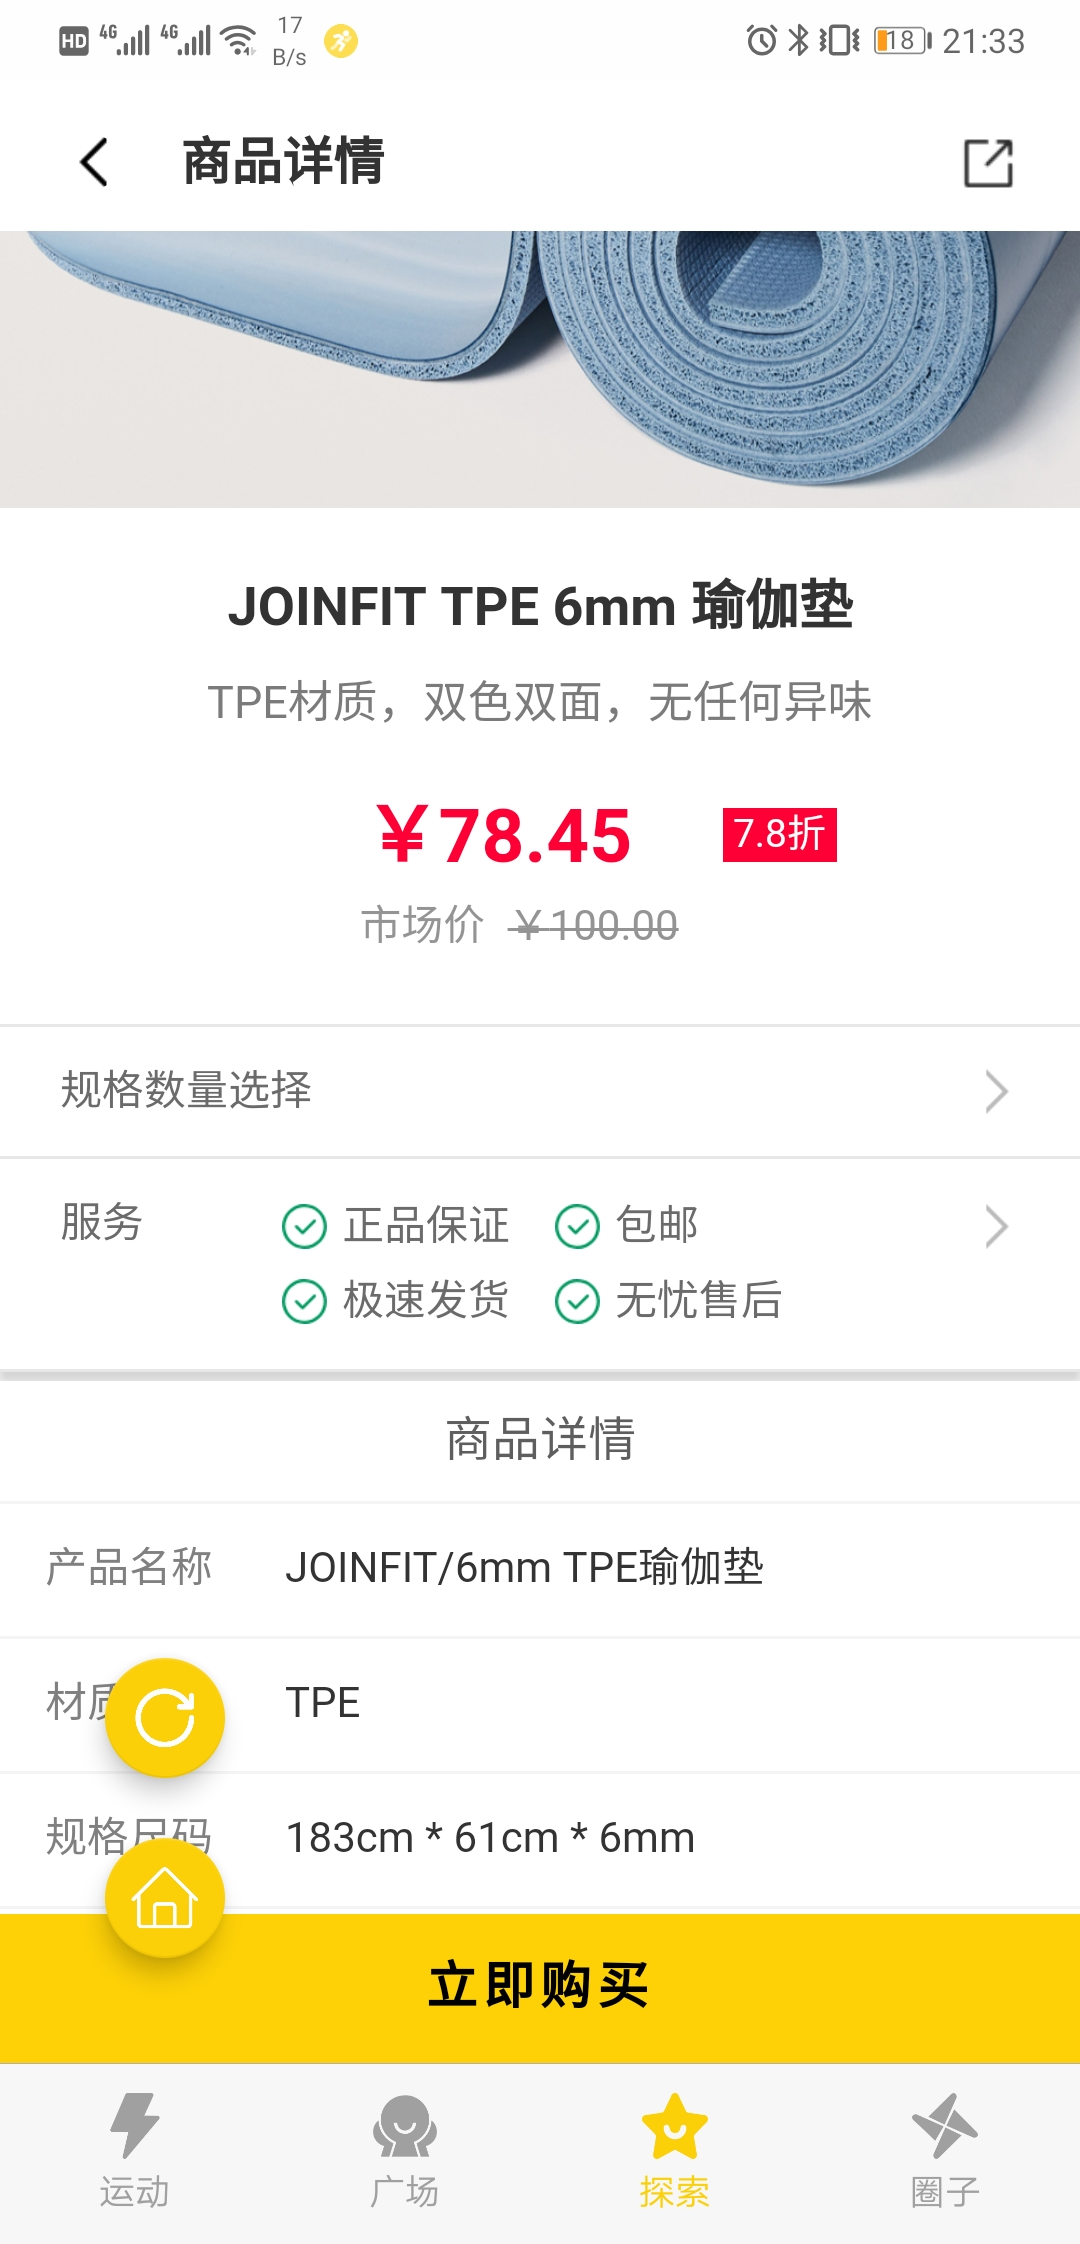 HD 4G 4G 17 B/s 18 21:33
商品详情
JOINFIT TPE 6mm 瑜伽垫
TPE材质，双色双面，无任何异味
￥78.45 7.8折
市场价 ￥100.00
规格数量选择
服务 正品保证 包邮
极速发货 无忧售后
商品详情
产品名称 JOINFIT/6mm TPE瑜伽垫
材质 TPE
规格尺码 183cm * 61cm * 6mm
立即购买
运动 广场 探索 圈子